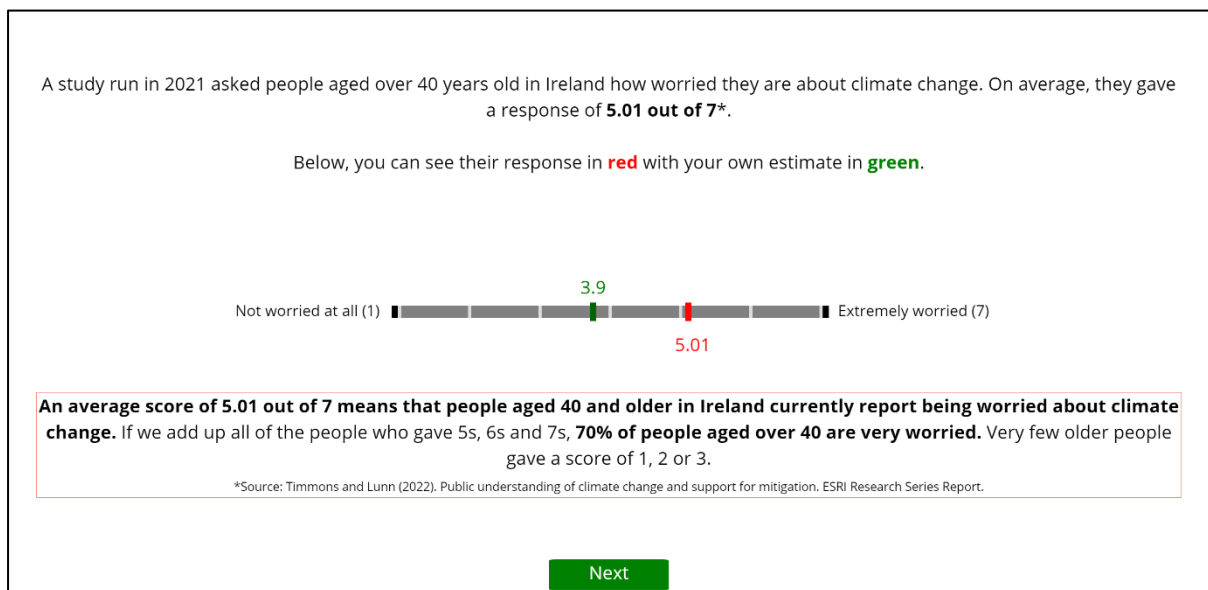 A study run in 2021 asked people aged over 40 years old in Ireland how worried they are about climate change. On average, they gave
a response of 5.01 out of 7*.
Below, you can see their response in red with your own estimate in green.
3.9
Not worried at all (1)
Extremely worried (7)
5.01
An average score of 5.01 out of 7 means that people aged 40 and older in Ireland currently report being worried about climate
change. If we add up all of the people who gave 5s, 6s and 7s, 70% of people aged over 40 are very worried. Very few older people
gave a score of 1, 2 or 3.
*Source: Timmons and Lunn (2022). Public understanding of climate change and support for mitigation. ESRI Research Series Report.
Next